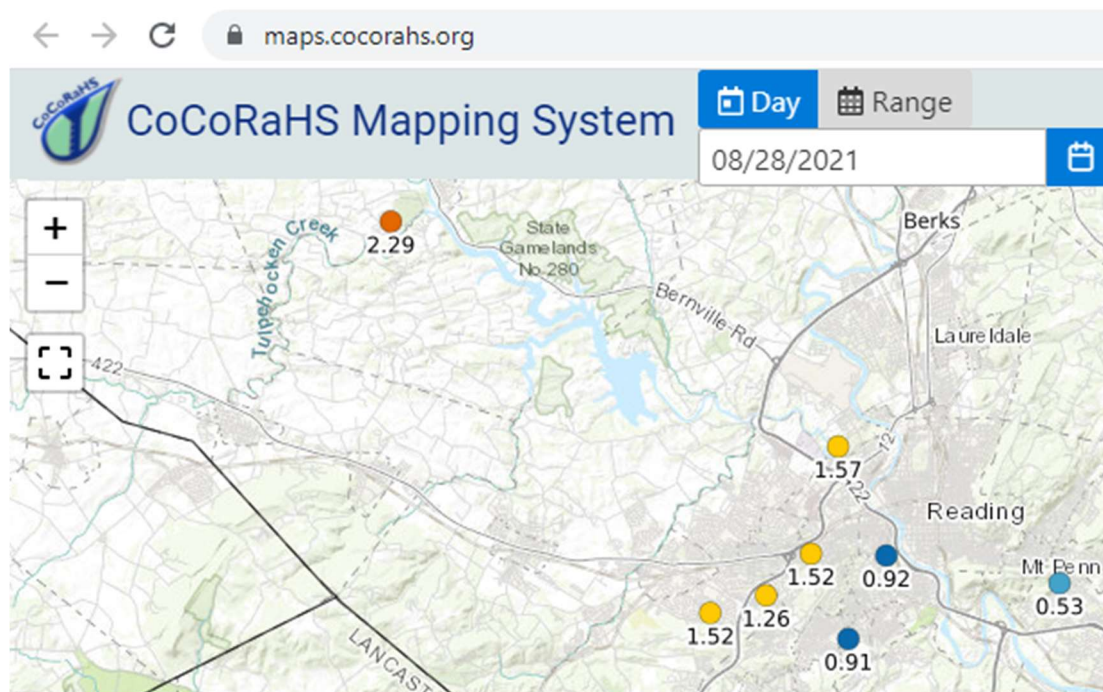 maps.cocorahs.org
CoCoRaHS
CoCoRaHS Mapping System
Day
Range
08/28/2021
+
−
2.29
Tulpehocken Creek
State
Gamelands
No.280
Berks
Bernville Rd
Laureldale
422
12
1.57
422
Reading
1.52
0.92
Mt Penn
0.53
1.26
1.52
0.91
LANCAST